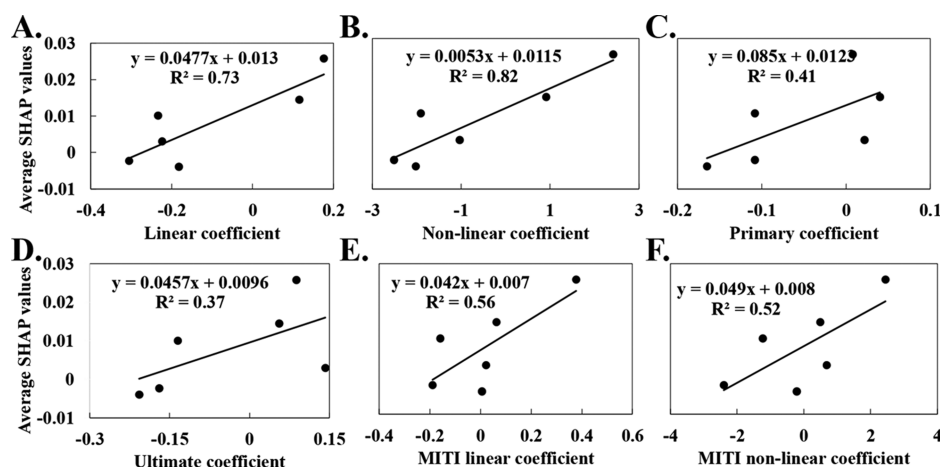 A.
B.
C.
Average SHAP values
0.03
0.02
0.01
0
-0.01
y = 0.0477x + 0.013
R² = 0.73
-0.4
-0.2
0
0.2
Linear coefficient
y = 0.0053x + 0.0115
R² = 0.82
-3
-1
1
3
Non-linear coefficient
y = 0.085x + 0.0123
R² = 0.41
-0.2
-0.1
0
0.1
Primary coefficient
D.
E.
F.
Average SHAP values
0.03
0.02
0.01
0
-0.01
y = 0.0457x + 0.0096
R² = 0.37
-0.3
-0.15
0
0.15
Ultimate coefficient
y = 0.042x + 0.007
R² = 0.56
-0.4
-0.2
0
0.2
0.4
0.6
MITI linear coefficient
y = 0.049x + 0.008
R² = 0.52
-4
-2
0
2
4
MITI non-linear coefficient